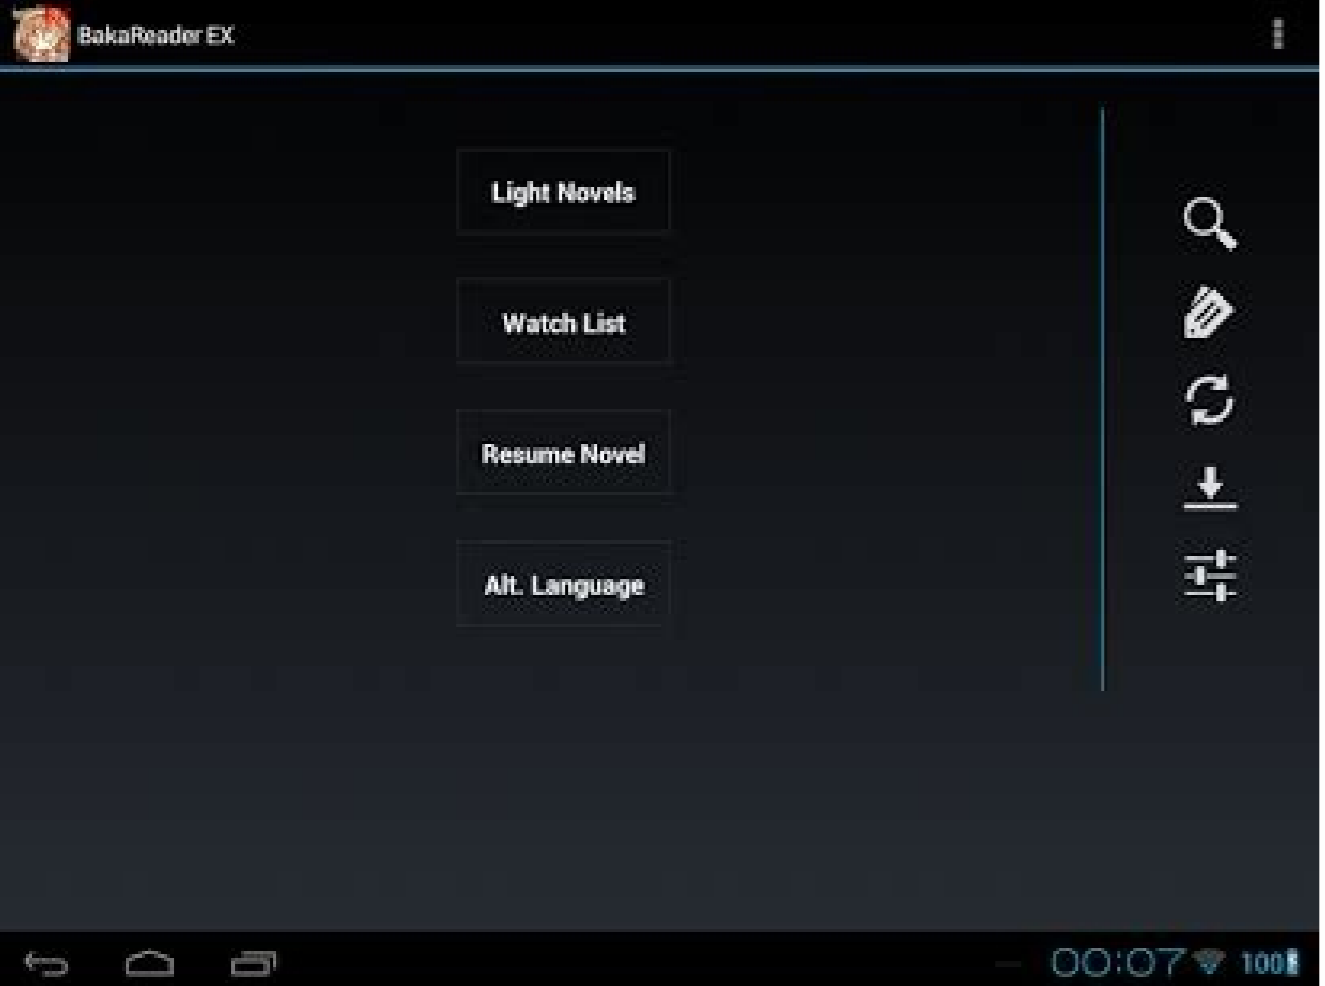 BakaReader EX
Light Novels
Watch List
Resume Novel
Alt. Language
00:07 100